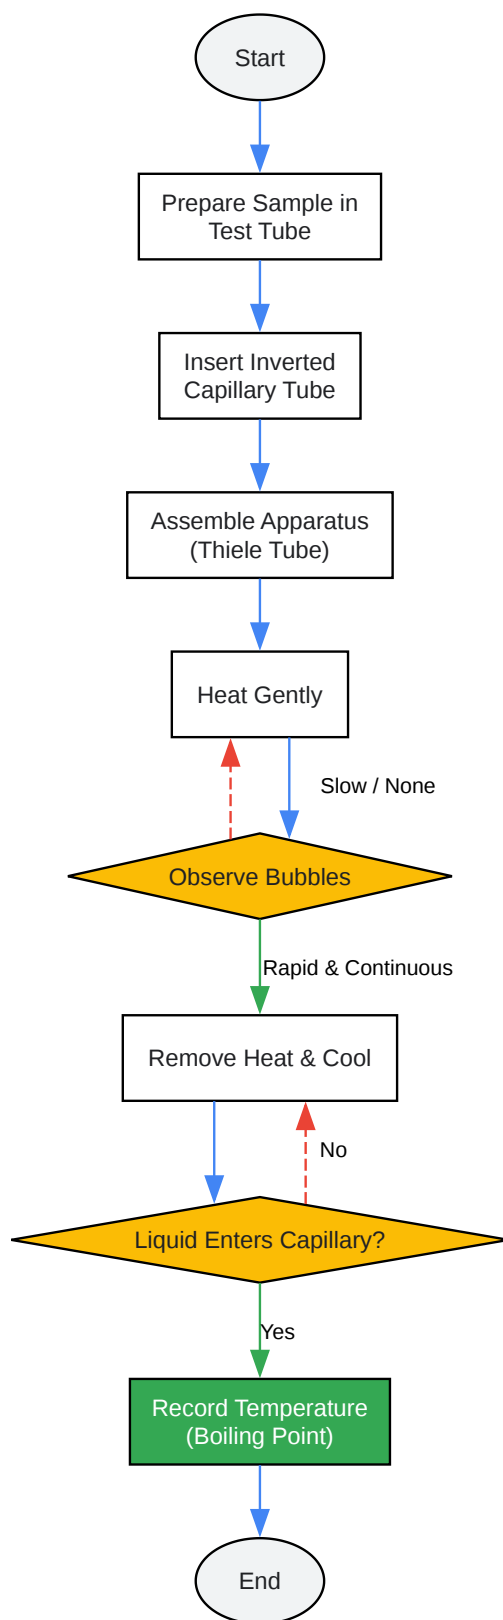 Start
Prepare Sample in
Test Tube
Insert Inverted
Capillary Tube
Assemble Apparatus
(Thiele Tube)
Heat Gently
Slow / None
Observe Bubbles
Rapid & Continuous
Remove Heat & Cool
No
Liquid Enters Capillary?
Yes
Record Temperature
(Boiling Point)
End